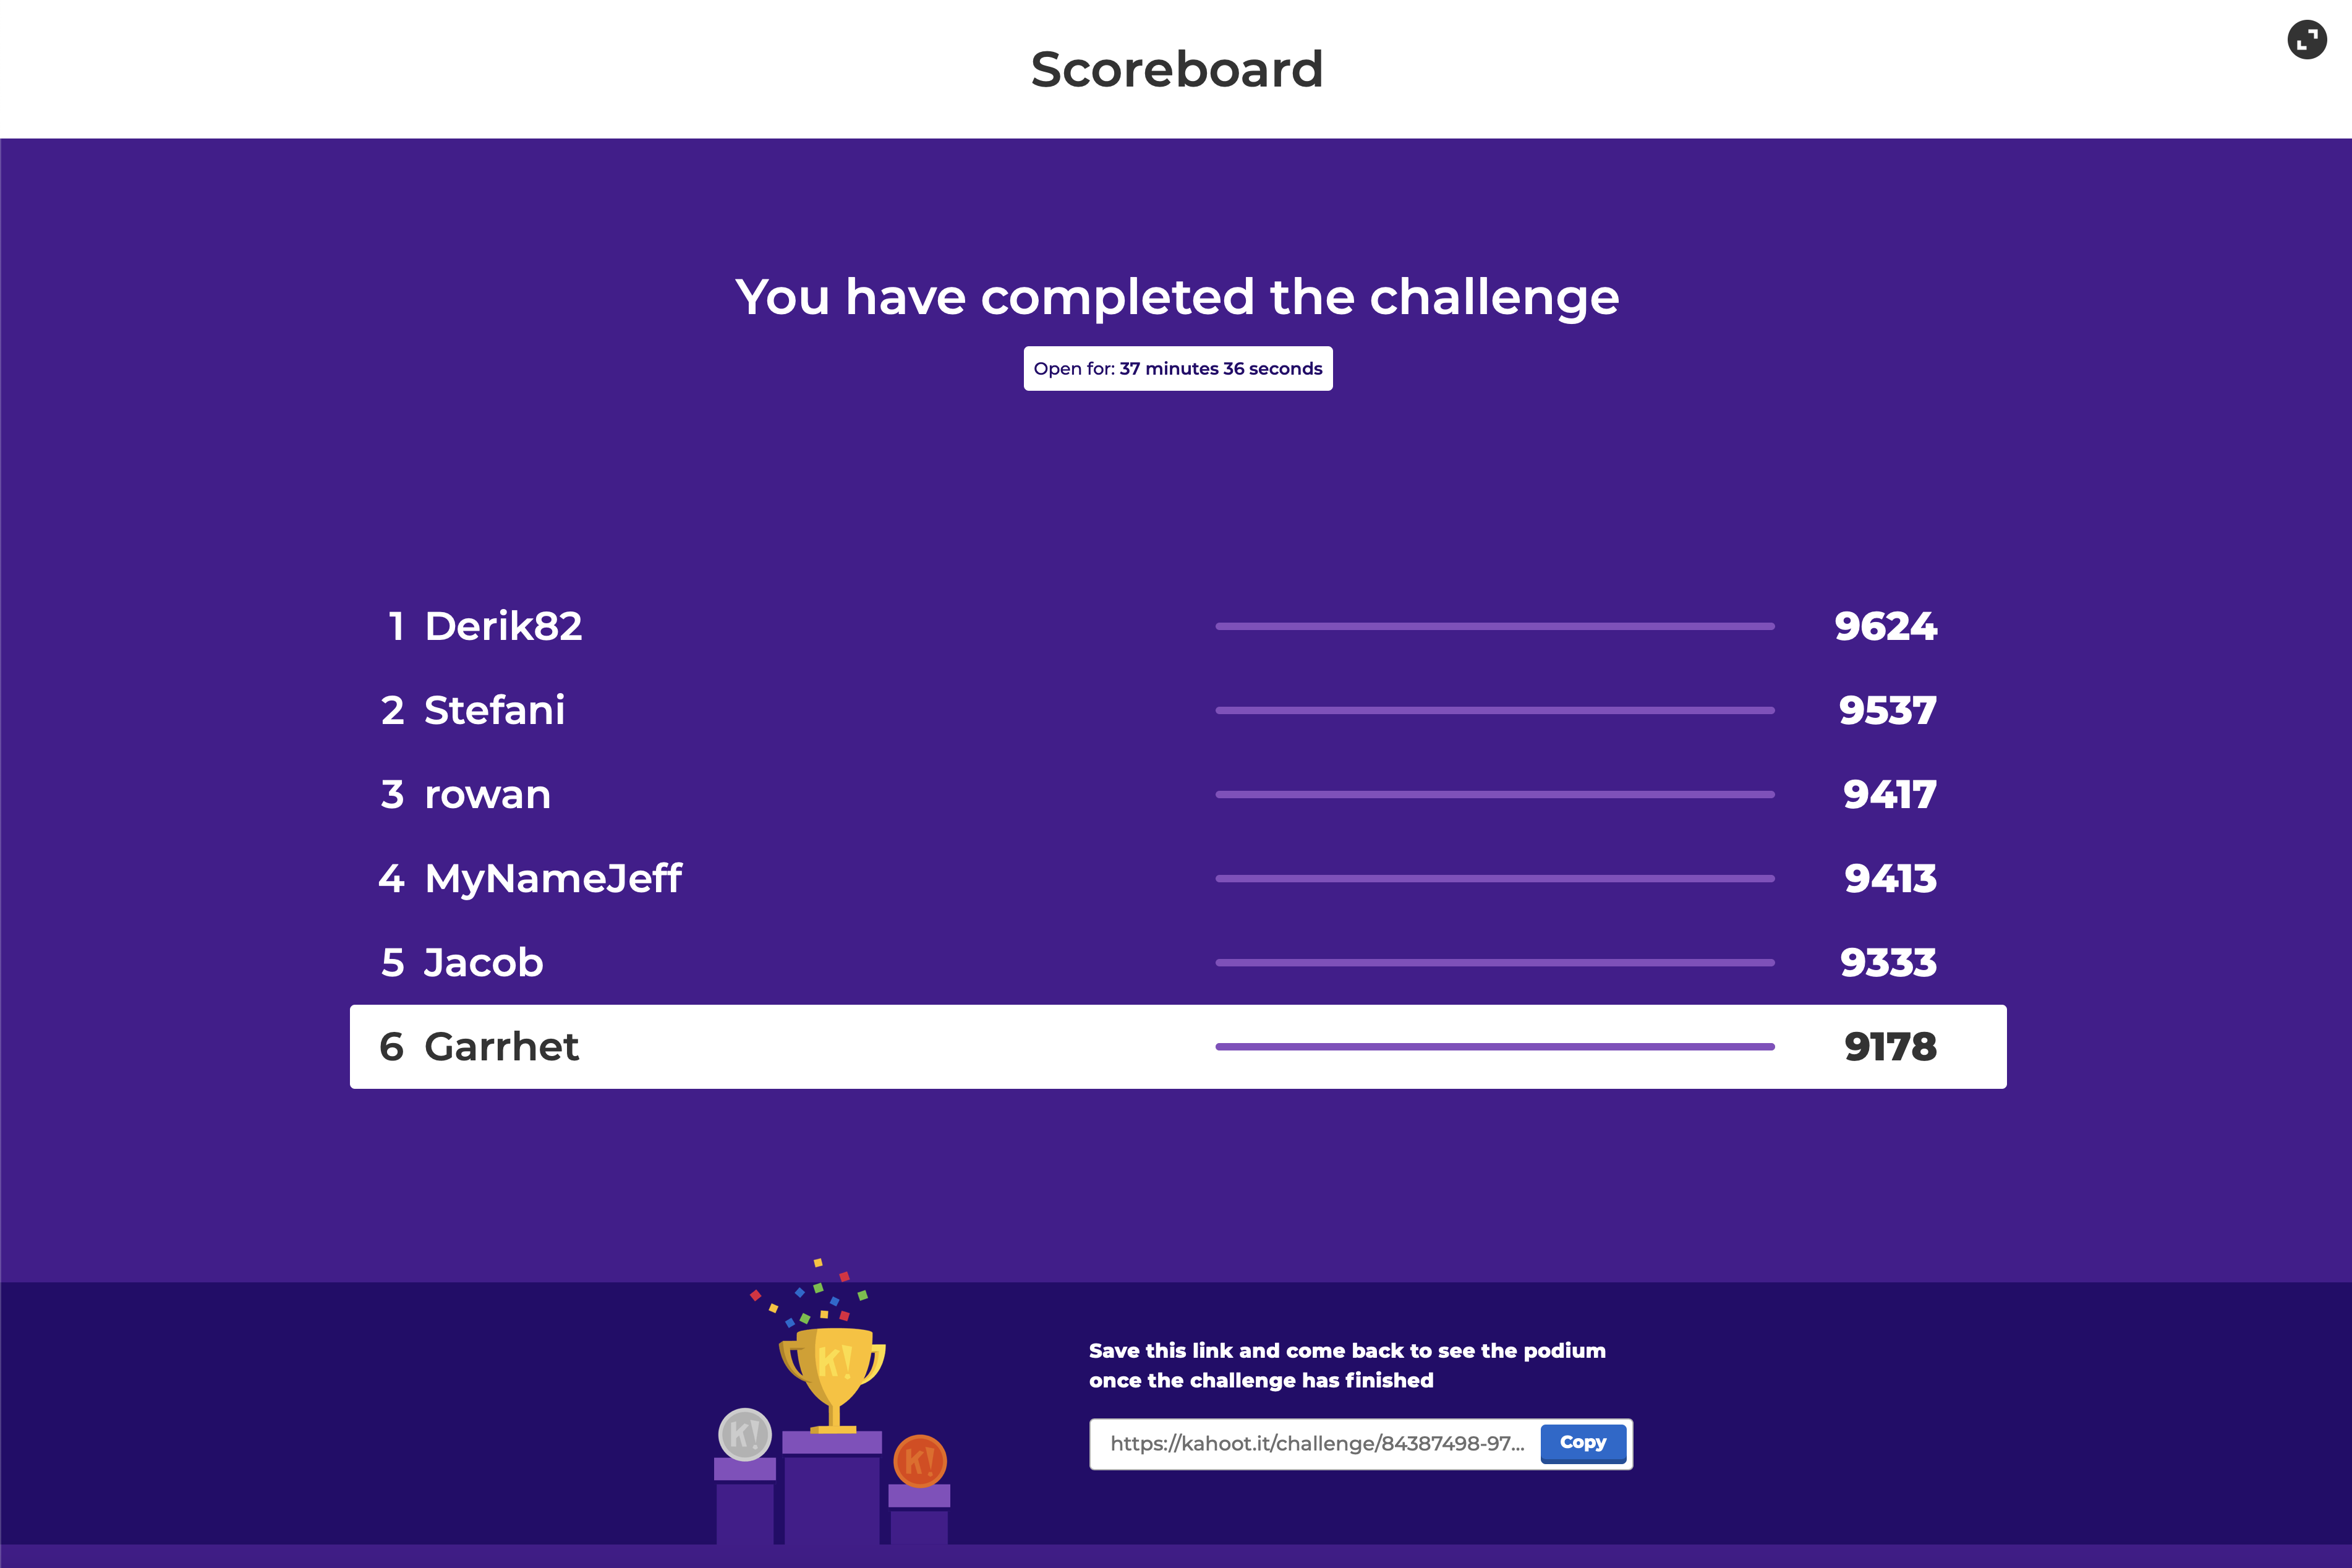 Scoreboard
You have completed the challenge
Open for: 37 minutes 36 seconds
1 Derik82 9624
2 Stefani 9537
3 rowan 9417
4 MyNameJeff 9413
5 Jacob 9333
6 Garrhet 9178
K!
K!
K!
Save this link and come back to see the podium
once the challenge has finished
https://kahoot.it/challenge/84387498-97... Copy